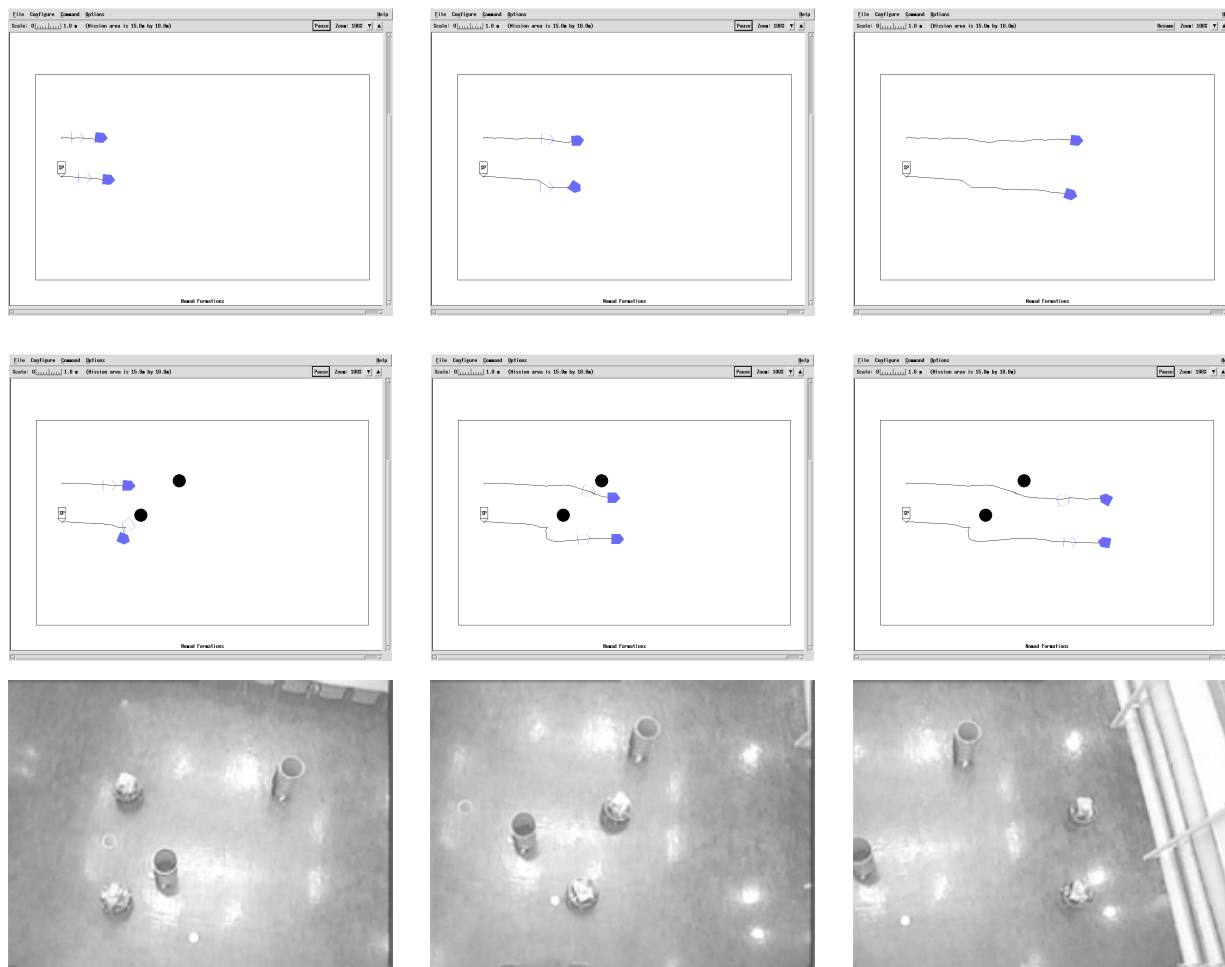 File Configure Command Options Help
Scale: 0 1.0 m (Mission area is 15.0m by 10.0m) Pause Zoom: 100%
SP
Nomad Formations
File Configure Command Options Help
Scale: 0 1.0 m (Mission area is 15.0m by 10.0m) Pause Zoom: 100%
SP
Nomad Formations
File Configure Command Options
Scale: 0 1.0 m (Mission area is 15.0m by 10.0m) Resume Zoom: 100%
SP
Nomad Formations
File Configure Command Options Help
Scale: 0 1.0 m (Mission area is 15.0m by 10.0m) Pause Zoom: 100%
SP
Nomad Formations
File Configure Command Options Help
Scale: 0 1.0 m (Mission area is 15.0m by 10.0m) Pause Zoom: 100%
SP
Nomad Formations
File Configure Command Options
Scale: 0 1.0 m (Mission area is 15.0m by 10.0m) Pause Zoom: 100%
SP
Nomad Formations